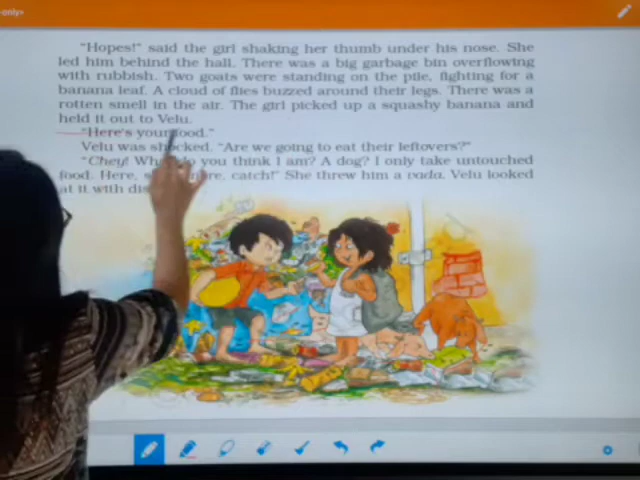 -only>
"Hopes!" said the girl shaking her thumb under his nose. She
led him behind the hall. There was a big garbage bin overflowing
with rubbish. Two goats were standing on the pile, fighting for a
banana leaf. A cloud of flies buzzed around their legs. There was a
rotten smell in the air. The girl picked up a squashy banana and
held it out to Velu.
"Here's your food."
Velu was shocked. "Are we going to eat their leftovers?"
"Chey! do you think I am? A dog? I only take untouched
food. Here, catch!" She threw him a vada. Velu looked
at it with